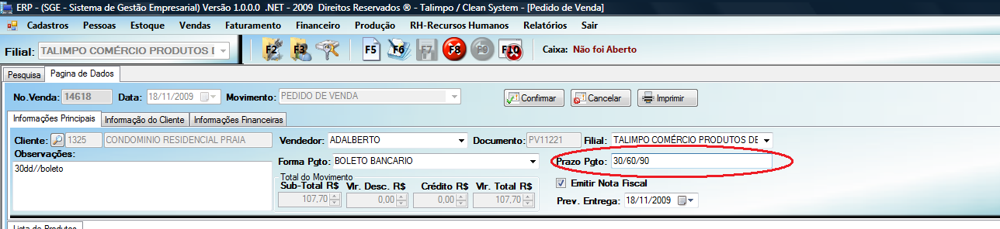 ERP - (SGE - Sistema de Gestão Empresarial) Versão 1.0.0.0 .NET - 2009 Direitos Reservados ® - Talimpo / Clean System - [Pedido de Venda]
Cadastros Pessoas Estoque Vendas Faturamento Financeiro Produção RH-Recursos Humanos Relatórios Sair
Filial: TALIMPO COMÉRCIO PRODUTOS D F2 F3 F5 F6 F7 F8 F9 F10 Caixa: Não foi Aberto
Pesquisa Pagina de Dados
No.Venda: 14618 Data: 18/11/2009 Movimento: PEDIDO DE VENDA Confirmar Cancelar Imprimir
Informações Principais Informação do Cliente Informações Financeiras
Cliente: 1325 CONDOMINIO RESIDENCIAL PRAIA Vendedor: ADALBERTO Documento: PV11221 Filial: TALIMPO COMÉRCIO PRODUTOS DE
Observações:
30dd//boleto
Forma Pgto: BOLETO BANCARIO Prazo Pgto: 30/60/90
Total do Movimento
Sub-Total R$ Vlr. Desc. R$ Crédito R$ Vlr. Total R$ Emitir Nota Fiscal
107,70 0,00 0,00 107,70 Prev. Entrega: 18/11/2009
Lista de Produtos